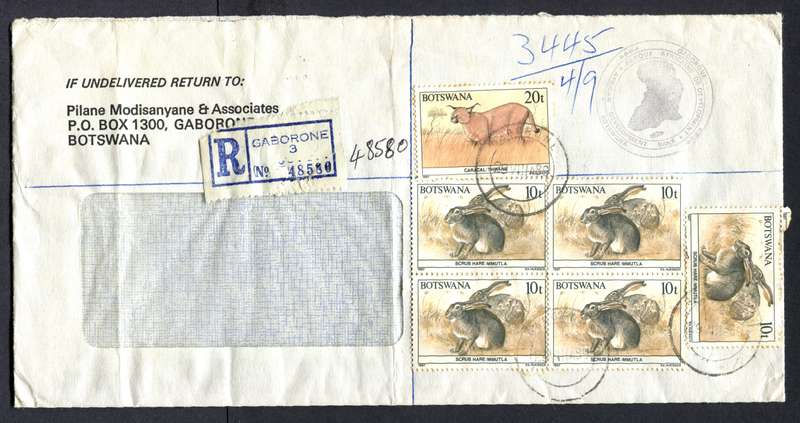 IF UNDELIVERED RETURN TO:
Pilane Modisanyane & Associates
P.O. BOX 1300, GABORONE
BOTSWANA
R
GABORONE
3
No 48580
48580
3445
4/9
BOTSWANA 20t
CARACAL/THWANE
BOTSWANA 10t
SCRUB HARE/MMUTLA
BOTSWANA 10t
SCRUB HARE/MMUTLA
BOTSWANA 10t
SCRUB HARE/MMUTLA
BOTSWANA 10t
SCRUB HARE/MMUTLA
BOTSWANA 10t
SCRUB HARE/MMUTLA